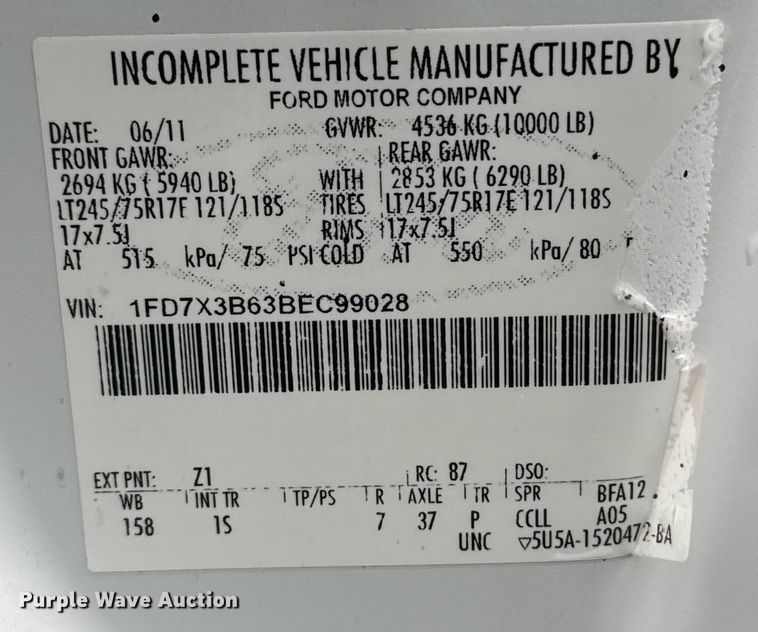 INCOMPLETE VEHICLE MANUFACTURED BY
FORD MOTOR COMPANY
DATE: 06/11 GVWR: 4536 KG (10000 LB)
FRONT GAWR: REAR GAWR:
2694 KG ( 5940 LB) WITH 2853 KG ( 6290 LB)
LT245/75R17E 121/118S TIRES LT245/75R17E 121/118S
17x7.5J RIMS 17x7.5J
AT 515 kPa/ 75 PSI COLD AT 550 kPa/ 80
VIN: 1FD7X3B63BEC99028
EXT PNT: Z1 RC: 87 DSO:
WB INT TR TP/PS R AXLE TR SPR BFA12
158 1S 7 37 P CCLL A05
UNC ▽5U5A-1520472-BA
Purple Wave Auction